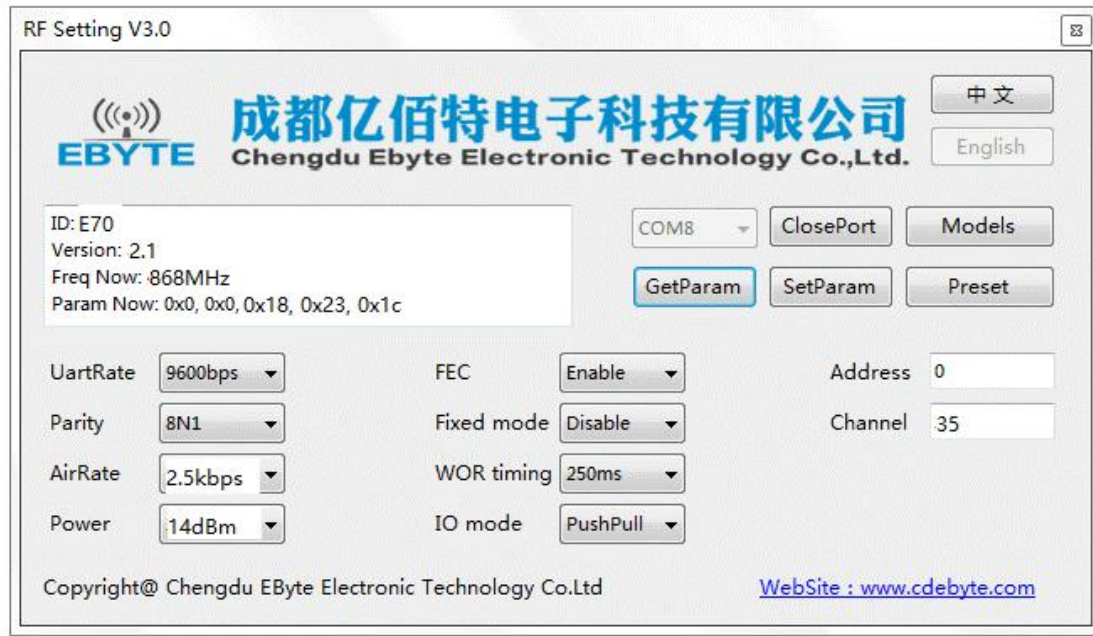 RF Setting V3.0
EBYTE
成都亿佰特电子科技有限公司
Chengdu Ebyte Electronic Technology Co.,Ltd.
中文
English
ID: E70
Version: 2.1
Freq Now: 868MHz
Param Now: 0x0, 0x0, 0x18, 0x23, 0x1c
COM8 ClosePort Models
GetParam SetParam Preset
UartRate 9600bps FEC Enable Address 0
Parity 8N1 Fixed mode Disable Channel 35
AirRate 2.5kbps WOR timing 250ms
Power 14dBm IO mode PushPull
Copyright@ Chengdu EByte Electronic Technology Co.Ltd WebSite : www.cdebyte.com